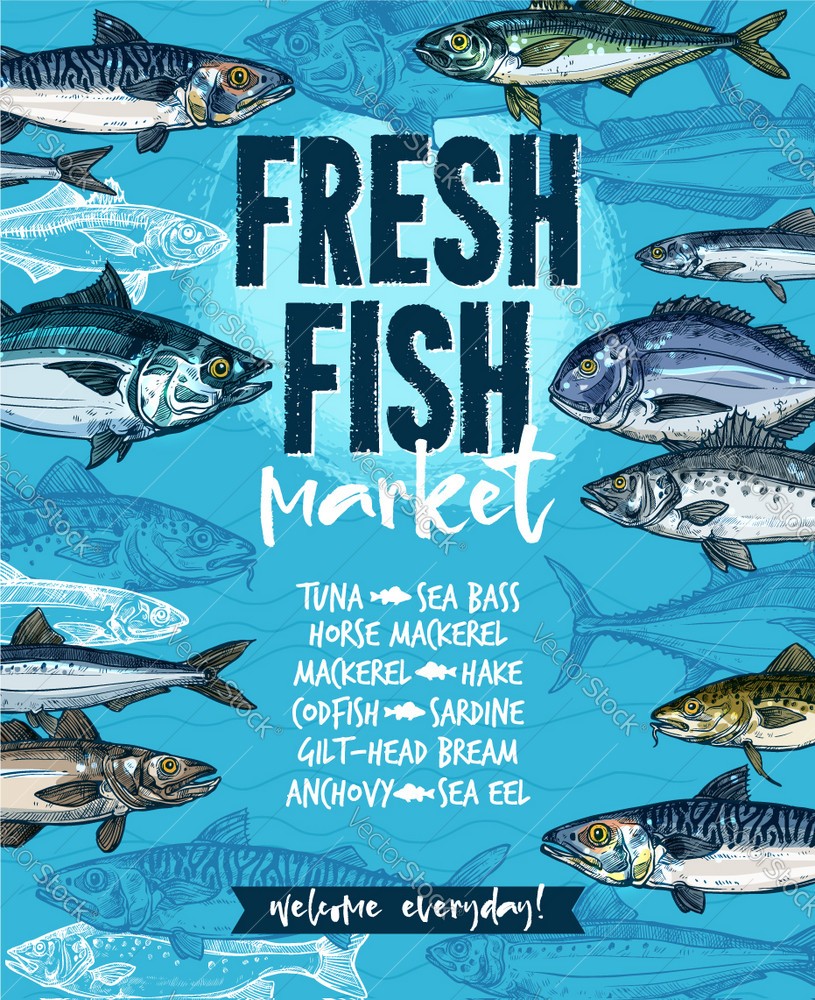 FRESH
FISH
market
TUNA SEA BASS
HORSE MACKEREL
MACKEREL HAKE
CODFISH SARDINE
GILT-HEAD BREAM
ANCHOVY SEA EEL
welcome everyday!
VectorStock